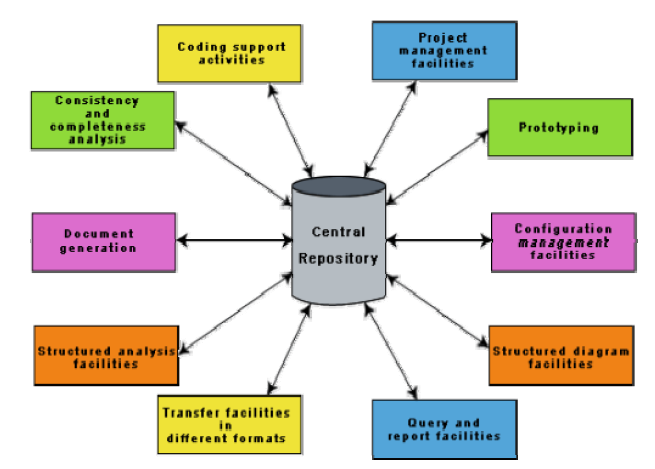 Coding support
activities
Project
management
facilities
Consistency
and
completeness
analysis
Prototyping
Document
generation
Central
Repository
Configuration
management
facilities
Structured analysis
facilities
Structured diagram
facilities
Transfer facilities
in
different formats
Query and
report facilities